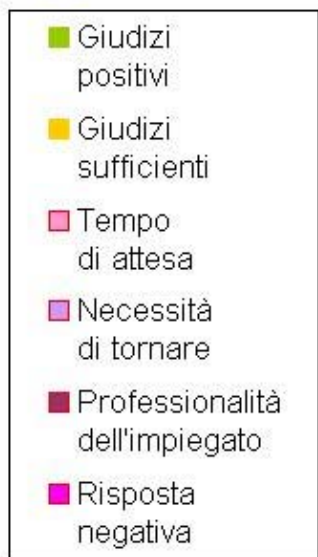 Giudizi
positivi
Giudizi
sufficienti
Tempo
di attesa
Necessità
di tornare
Professionalità
dell'impiegato
Risposta
negativa